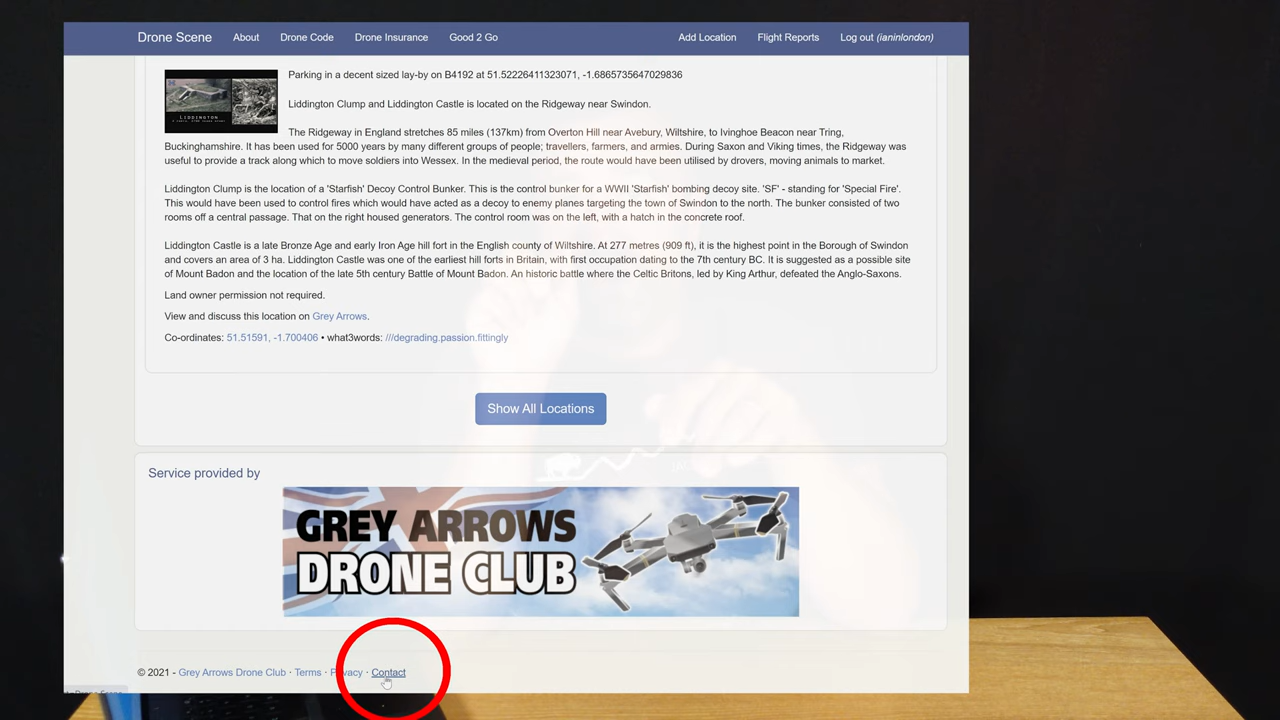 Drone Scene About Drone Code Drone Insurance Good 2 Go Add Location Flight Reports Log out (ianinlondon)
Parking in a decent sized lay-by on B4192 at 51.52226411323071, -1.6865735647029836
LIDDINGTON
Liddington Clump and Liddington Castle is located on the Ridgeway near Swindon.
The Ridgeway in England stretches 85 miles (137km) from Overton Hill near Avebury, Wiltshire, to Ivinghoe Beacon near Tring,
Buckinghamshire. It has been used for 5000 years by many different groups of people; travellers, farmers, and armies. During Saxon and Viking times, the Ridgeway was
useful to provide a track along which to move soldiers into Wessex. In the medieval period, the route would have been utilised by drovers, moving animals to market.
Liddington Clump is the location of a 'Starfish' Decoy Control Bunker. This is the control bunker for a WWII 'Starfish' bombing decoy site. 'SF' - standing for 'Special Fire'.
This would have been used to control fires which would have acted as a decoy to enemy planes targeting the town of Swindon to the north. The bunker consisted of two
rooms off a central passage. That on the right housed generators. The control room was on the left, with a hatch in the concrete roof.
Liddington Castle is a late Bronze Age and early Iron Age hill fort in the English county of Wiltshire. At 277 metres (909 ft), it is the highest point in the Borough of Swindon
and covers an area of 3 ha. Liddington Castle was one of the earliest hill forts in Britain, with first occupation dating to the 7th century BC. It is suggested as a possible site
of Mount Badon and the location of the late 5th century Battle of Mount Badon. An historic battle where the Celtic Britons, led by King Arthur, defeated the Anglo-Saxons.
Land owner permission not required.
View and discuss this location on Grey Arrows.
Co-ordinates: 51.51591, -1.700406 • what3words: ///degrading.passion.fittingly
Show All Locations
Service provided by
GREY ARROWS
DRONE CLUB
© 2021 - Grey Arrows Drone Club · Terms · Privacy · Contact